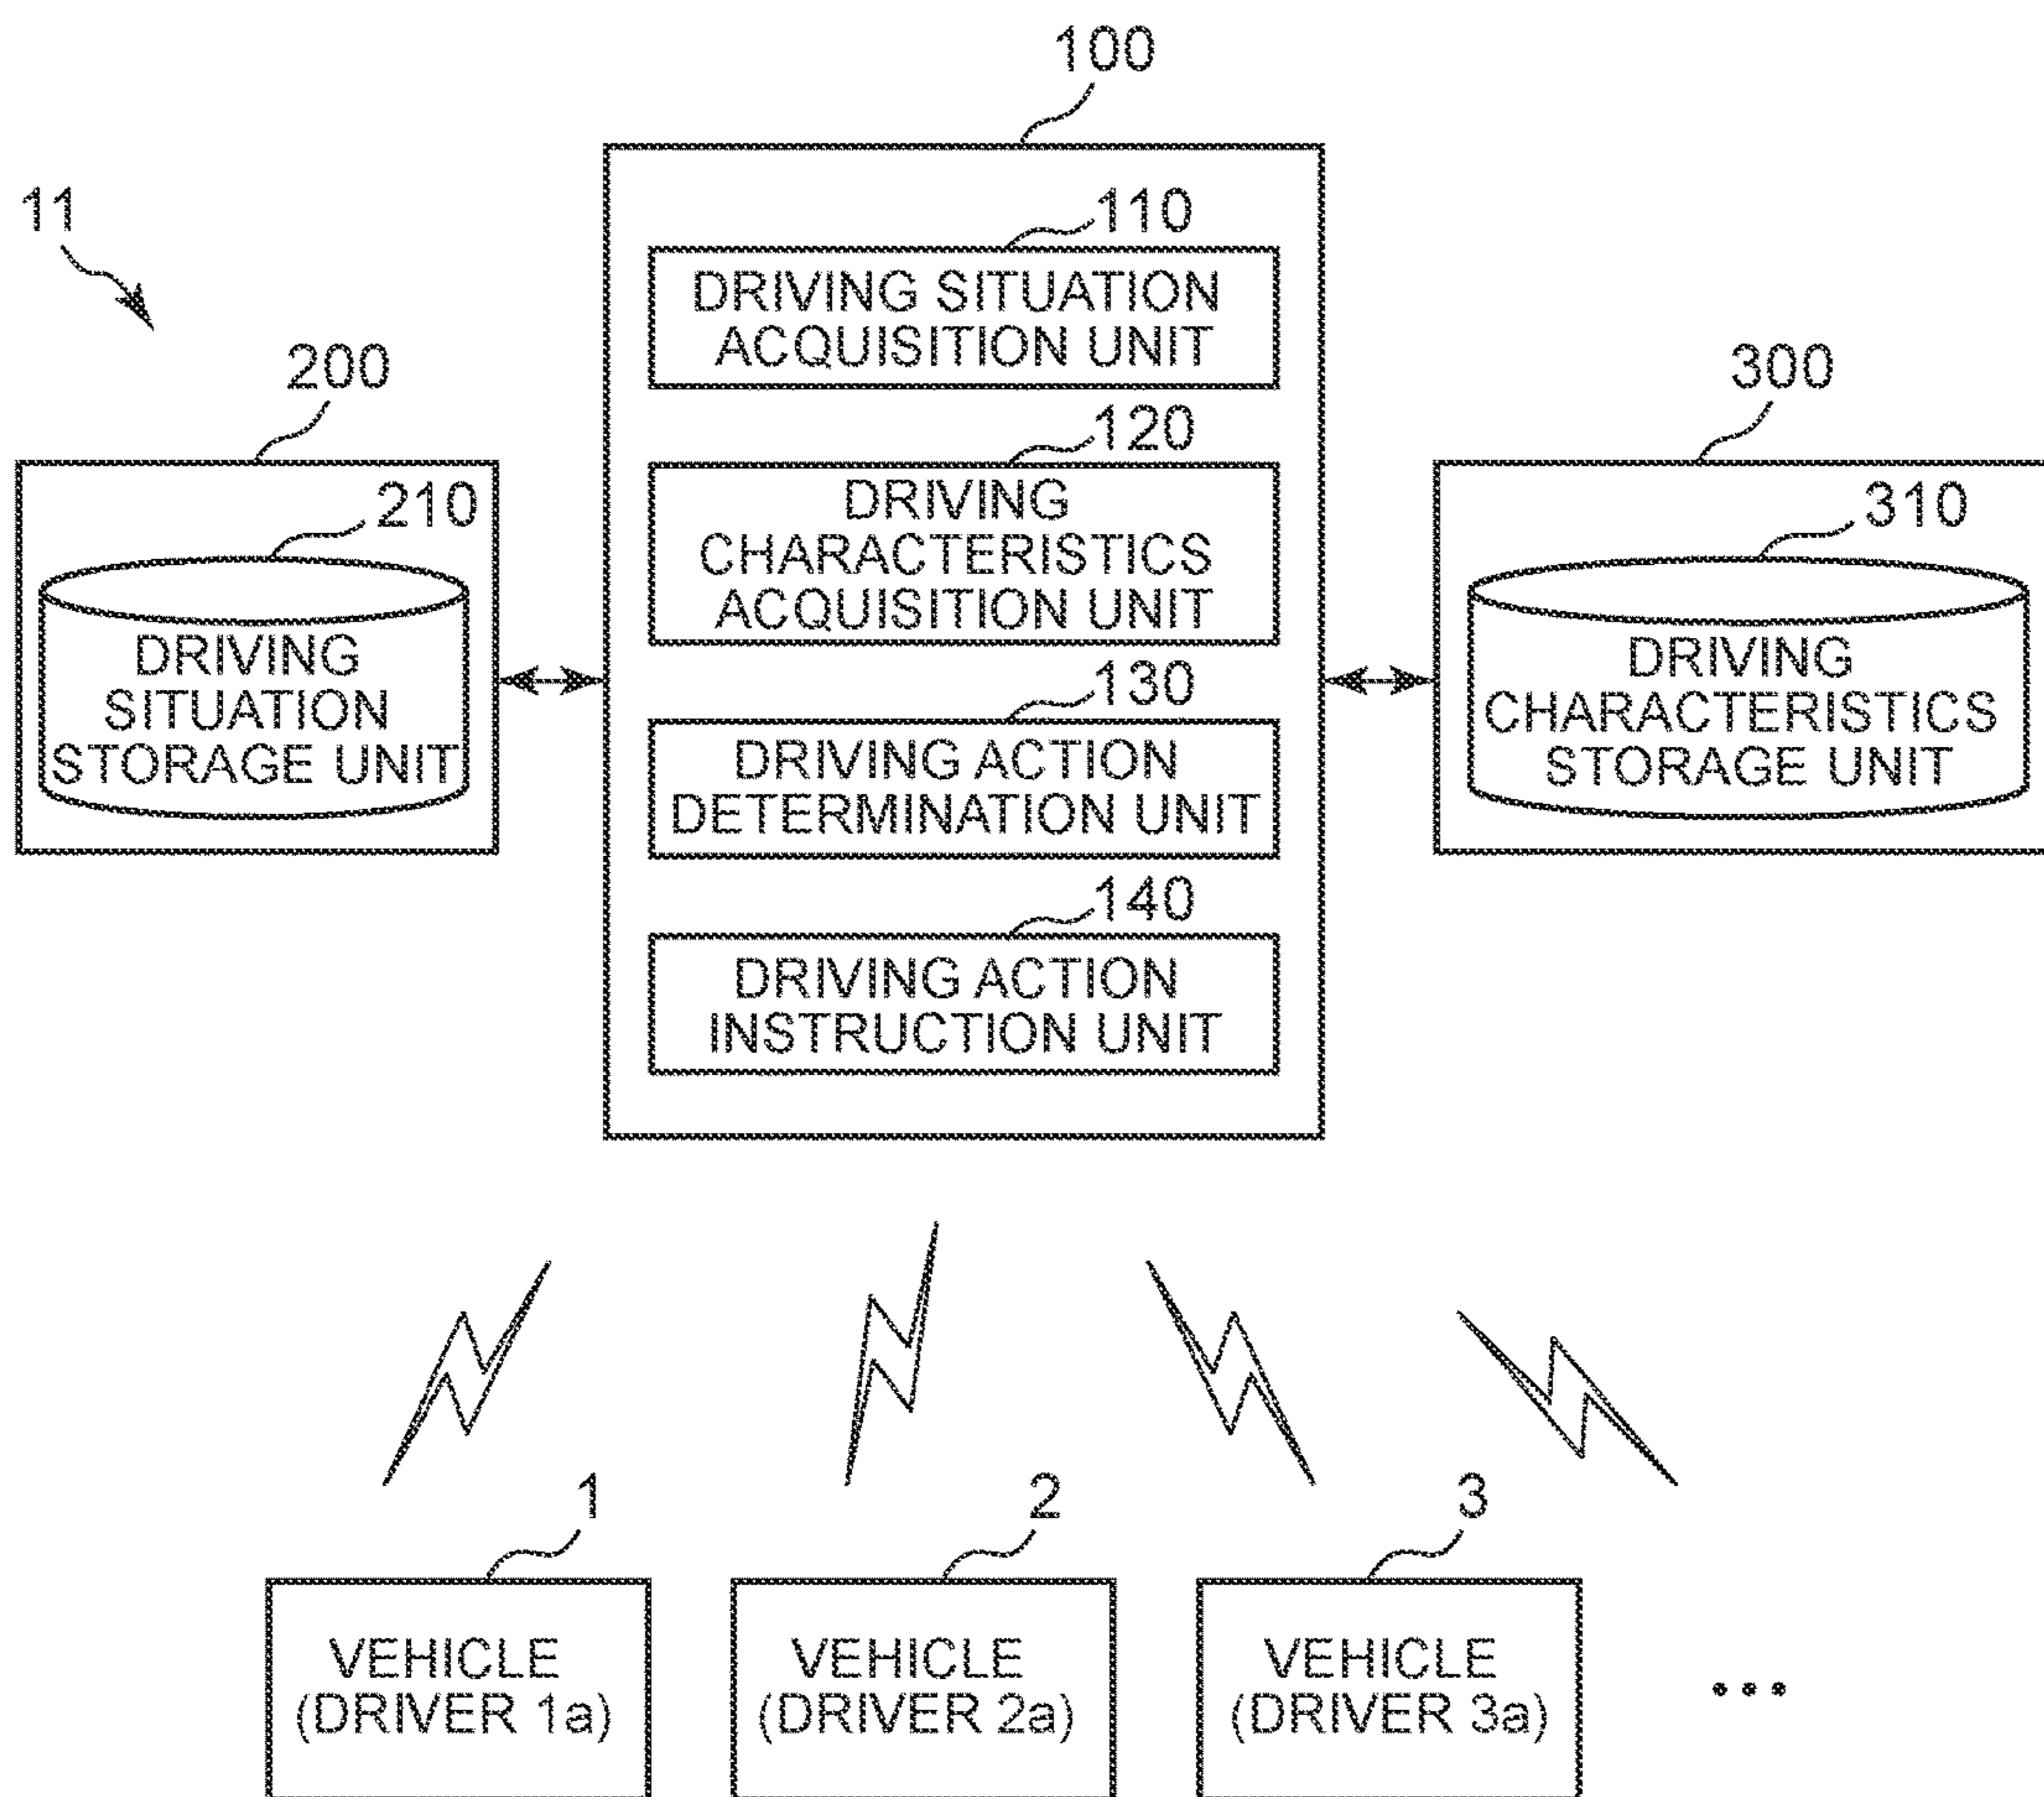 100
11
110
DRIVING SITUATION
ACQUISITION UNIT
200
300
120
DRIVING
CHARACTERISTICS
ACQUISITION UNIT
210
DRIVING
SITUATION
STORAGE UNIT
310
DRIVING
CHARACTERISTICS
STORAGE UNIT
130
DRIVING ACTION
DETERMINATION UNIT
140
DRIVING ACTION
INSTRUCTION UNIT
1
VEHICLE
(DRIVER 1a)
2
VEHICLE
(DRIVER 2a)
3
VEHICLE
(DRIVER 3a)
...